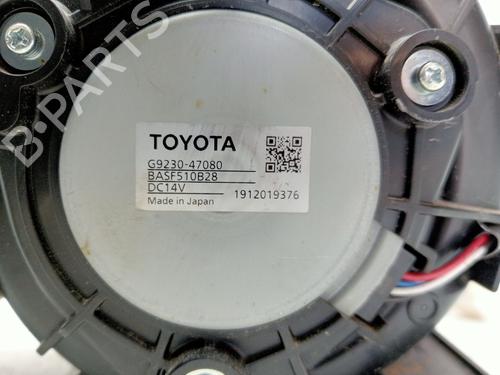 B-PARTS
TOYOTA
G9230-47080
BASF510B28
DC14V 1912019376
Made in Japan